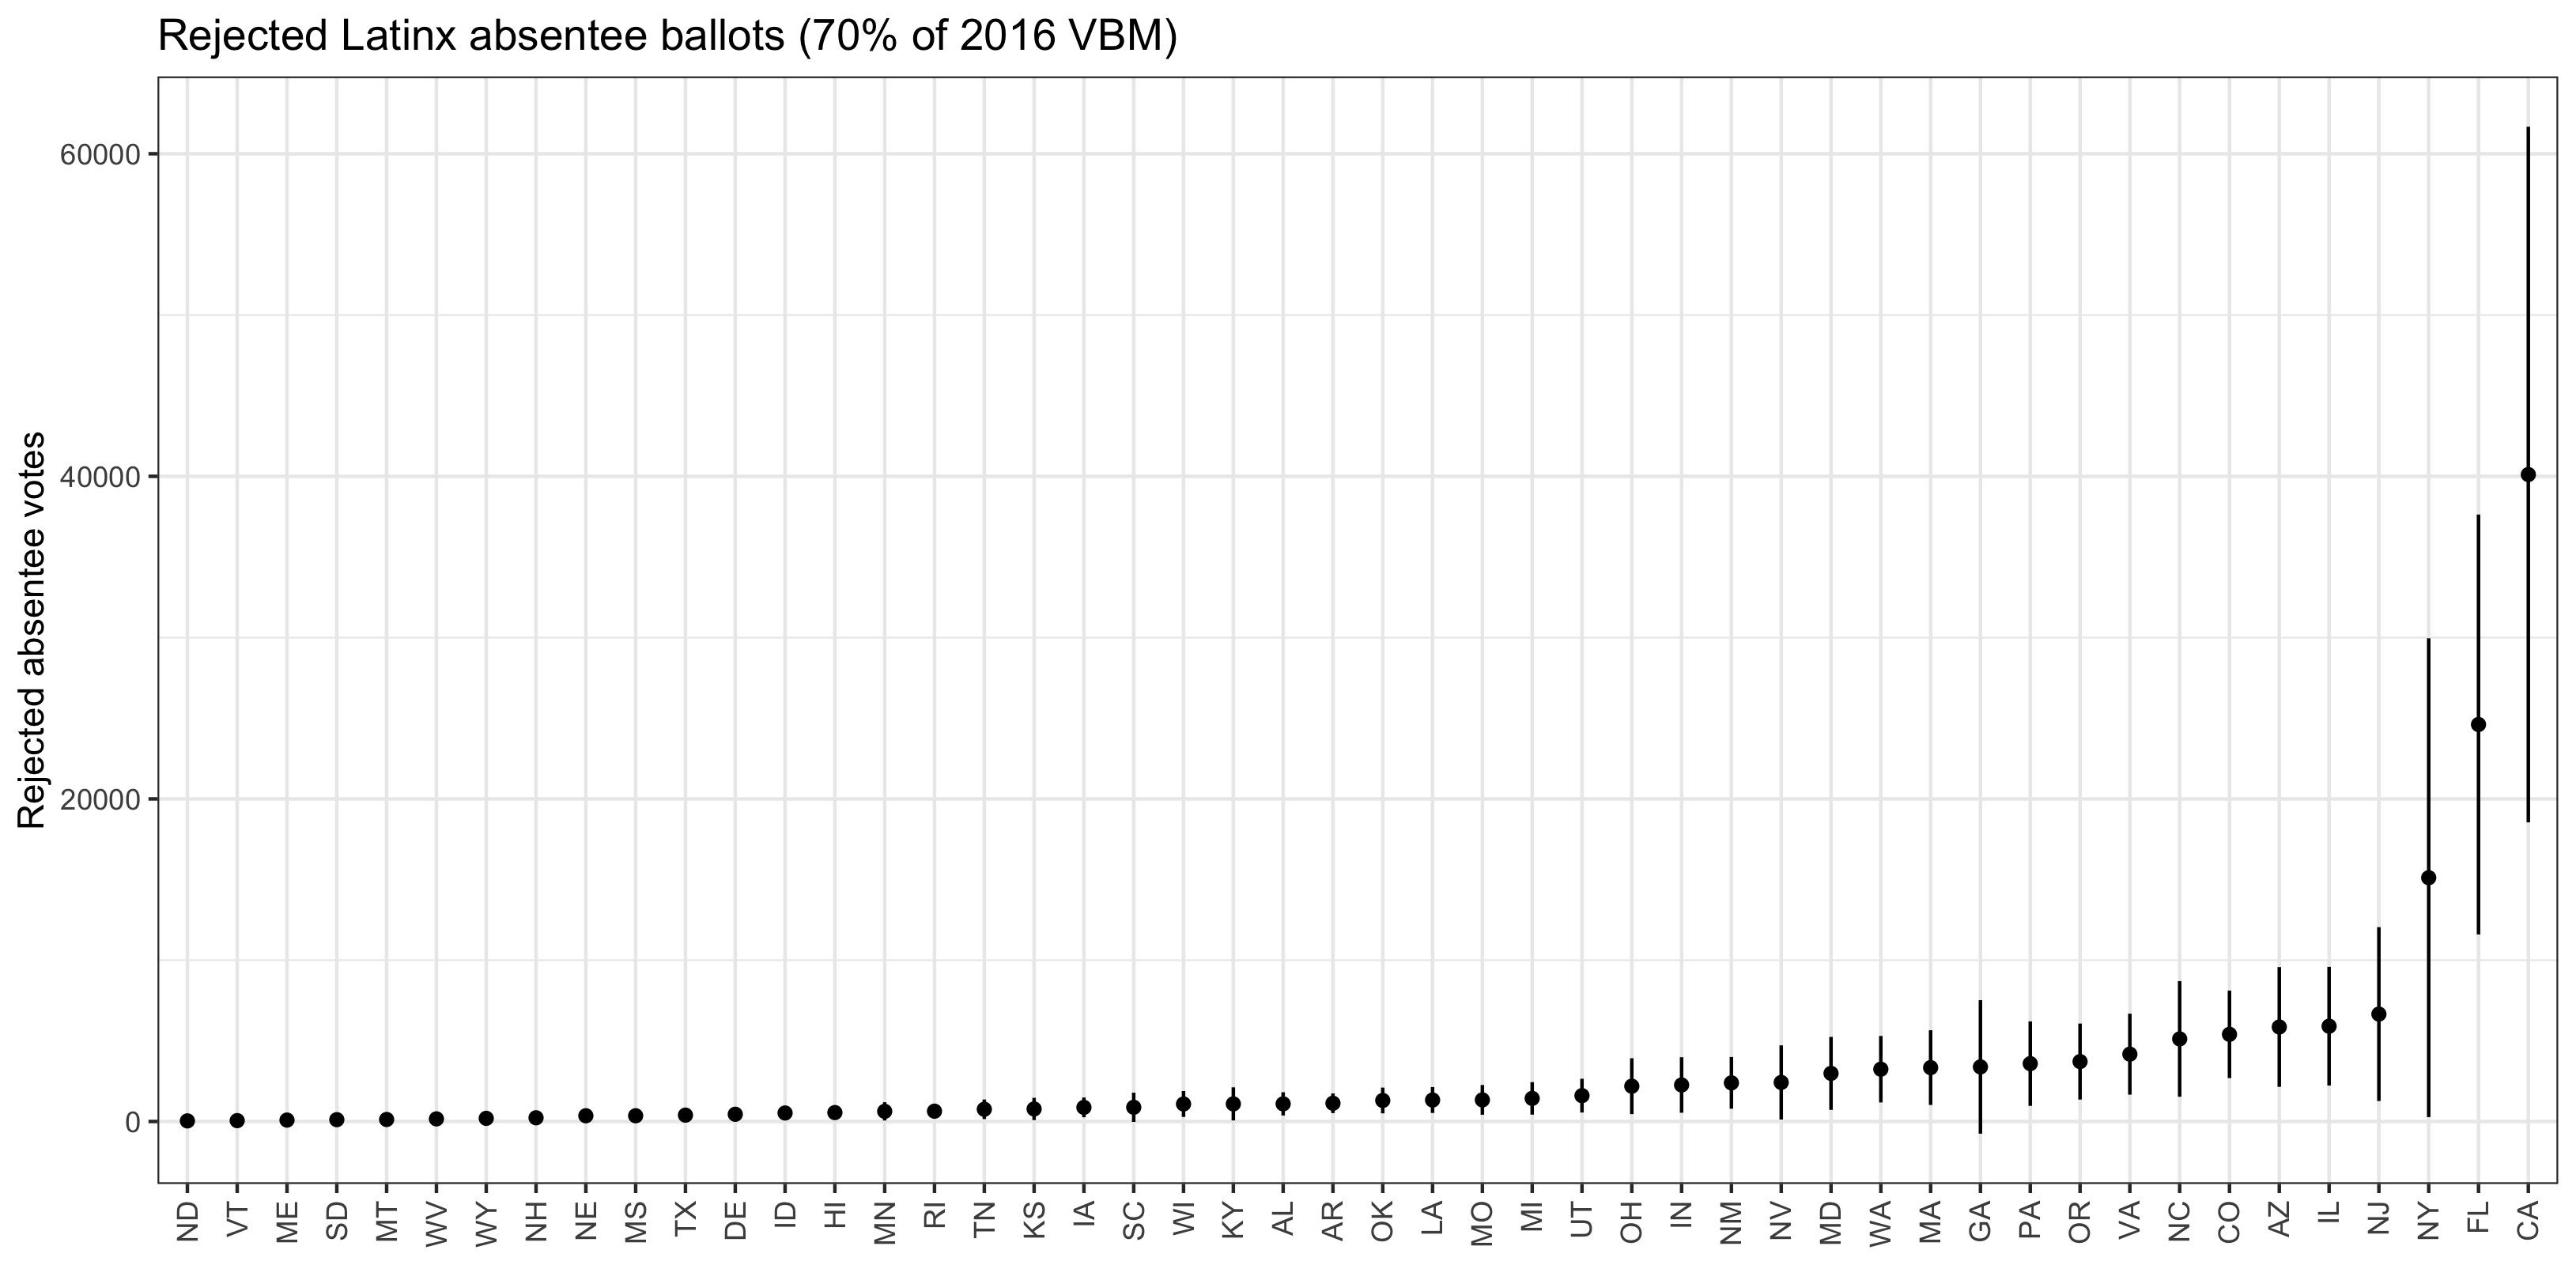 Rejected Latinx absentee ballots (70% of 2016 VBM)
Rejected absentee votes
60000
40000
20000
0
ND VT ME SD MT WV WY NH NE MS TX DE ID HI MN RI TN KS IA SC WI KY AL AR OK LA MO MI UT OH IN NM NV MD WA MA GA PA OR VA NC CO AZ IL NJ NY FL CA